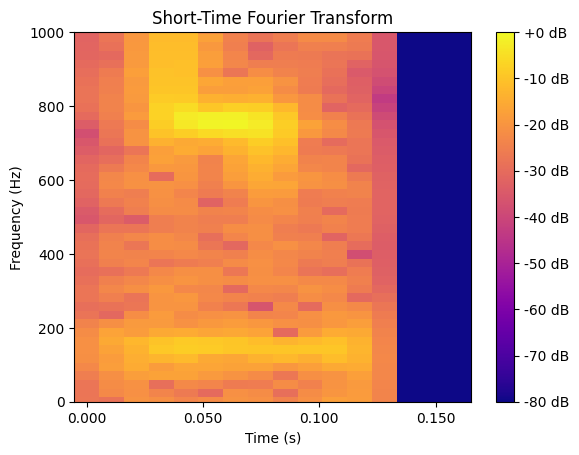 Short-Time Fourier Transform
1000
800
600
400
200
0
Frequency (Hz)
0.000
0.050
0.100
0.150
Time (s)
+0 dB
-10 dB
-20 dB
-30 dB
-40 dB
-50 dB
-60 dB
-70 dB
-80 dB